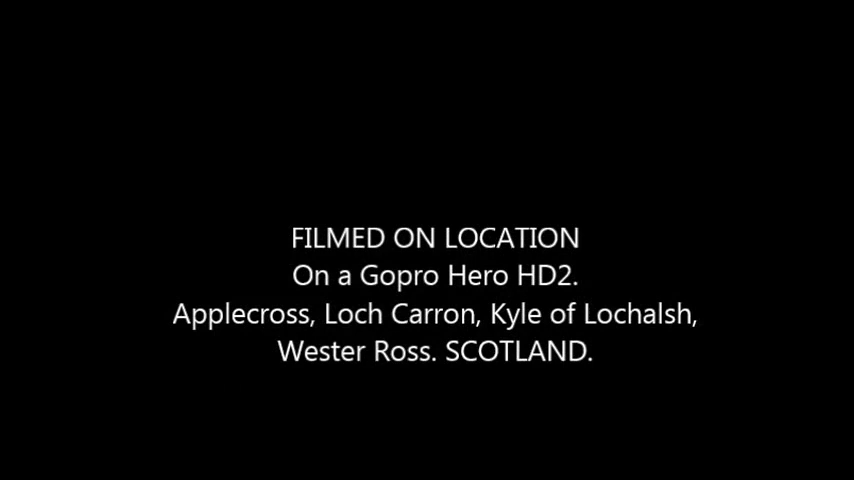 FILMED ON LOCATION
On a Gopro Hero HD2.
Applecross, Loch Carron, Kyle of Lochalsh,
Wester Ross. SCOTLAND.